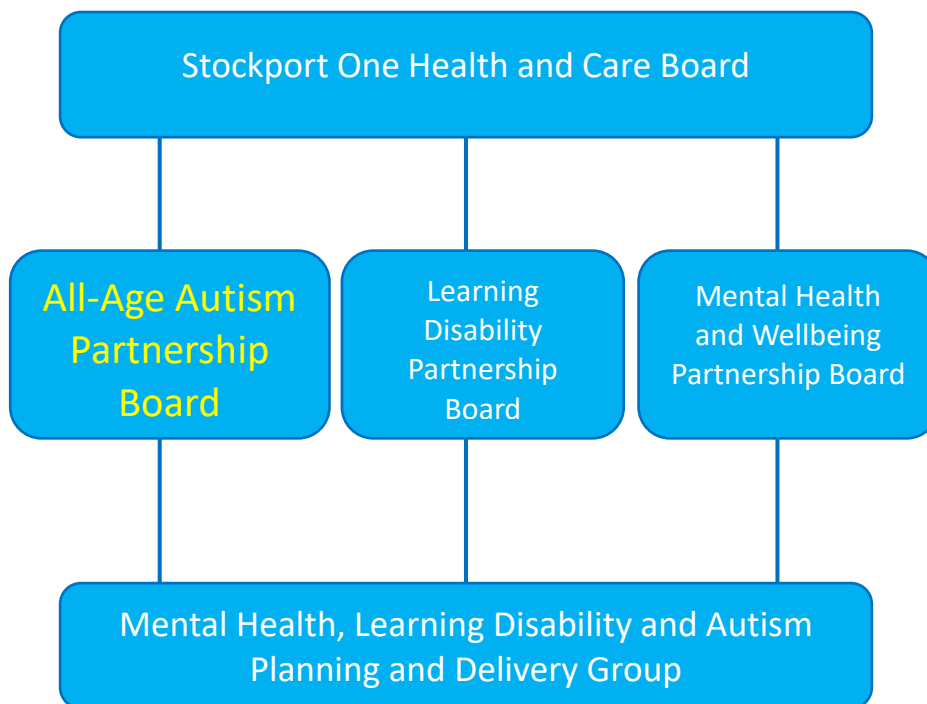 Stockport One Health and Care Board
All-Age Autism
Partnership
Board
Learning
Disability
Partnership
Board
Mental Health
and Wellbeing
Partnership Board
Mental Health, Learning Disability and Autism
Planning and Delivery Group